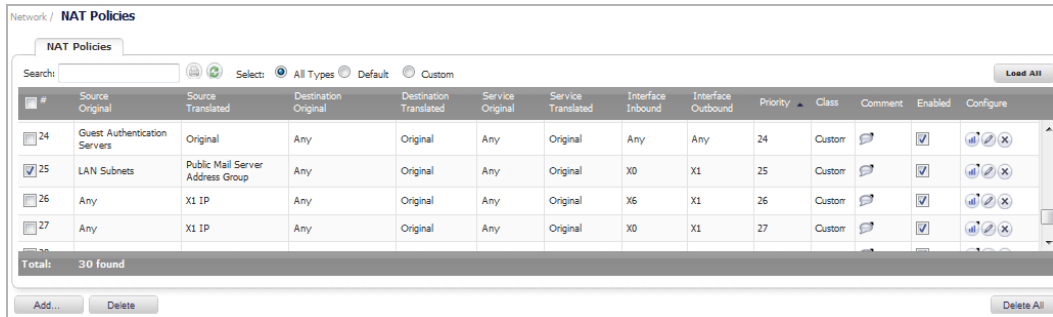 Network / NAT Policies
NAT Policies
Search: Select: All Types Default Custom Load All
# Source Original Source Translated Destination Original Destination Translated Service Original Service Translated Interface Inbound Interface Outbound Priority Class Comment Enabled Configure
24 Guest Authentication Servers Original Any Original Any Original Any Any 24 Custom
25 LAN Subnets Public Mail Server Address Group Any Original Any Original X0 X1 25 Custom
26 Any X1 IP Any Original Any Original X6 X1 26 Custom
27 Any X1 IP Any Original Any Original X0 X1 27 Custom
Total: 30 found
Add... Delete Delete All